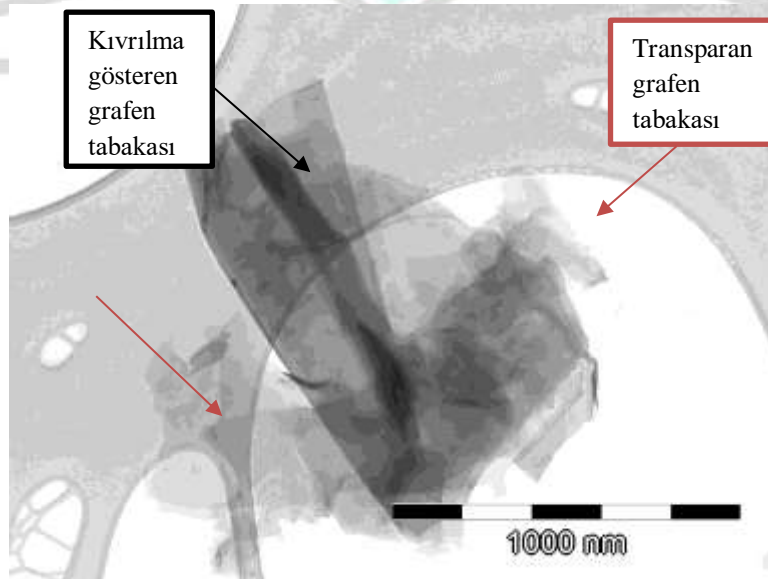 Kıvrılma
gösteren
grafen
tabakası
Transparan
grafen
tabakası
1000 nm